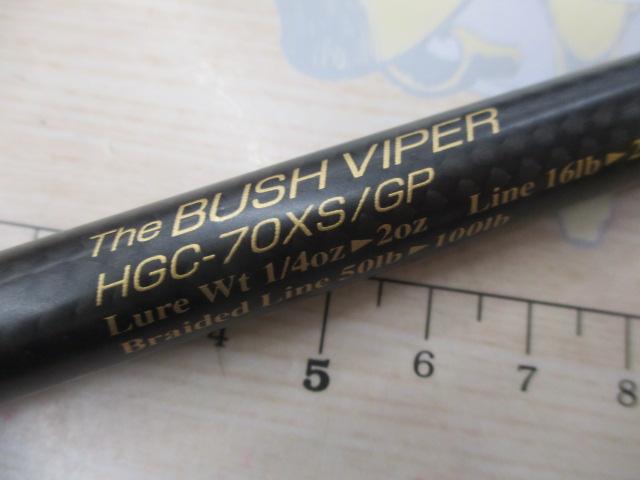 The BUSH VIPER
HGC-70XS/GP
Lure Wt 1/4oz►2oz Line 16lb►2
Braided Line 50lb►100lb
4 5 6 7 8